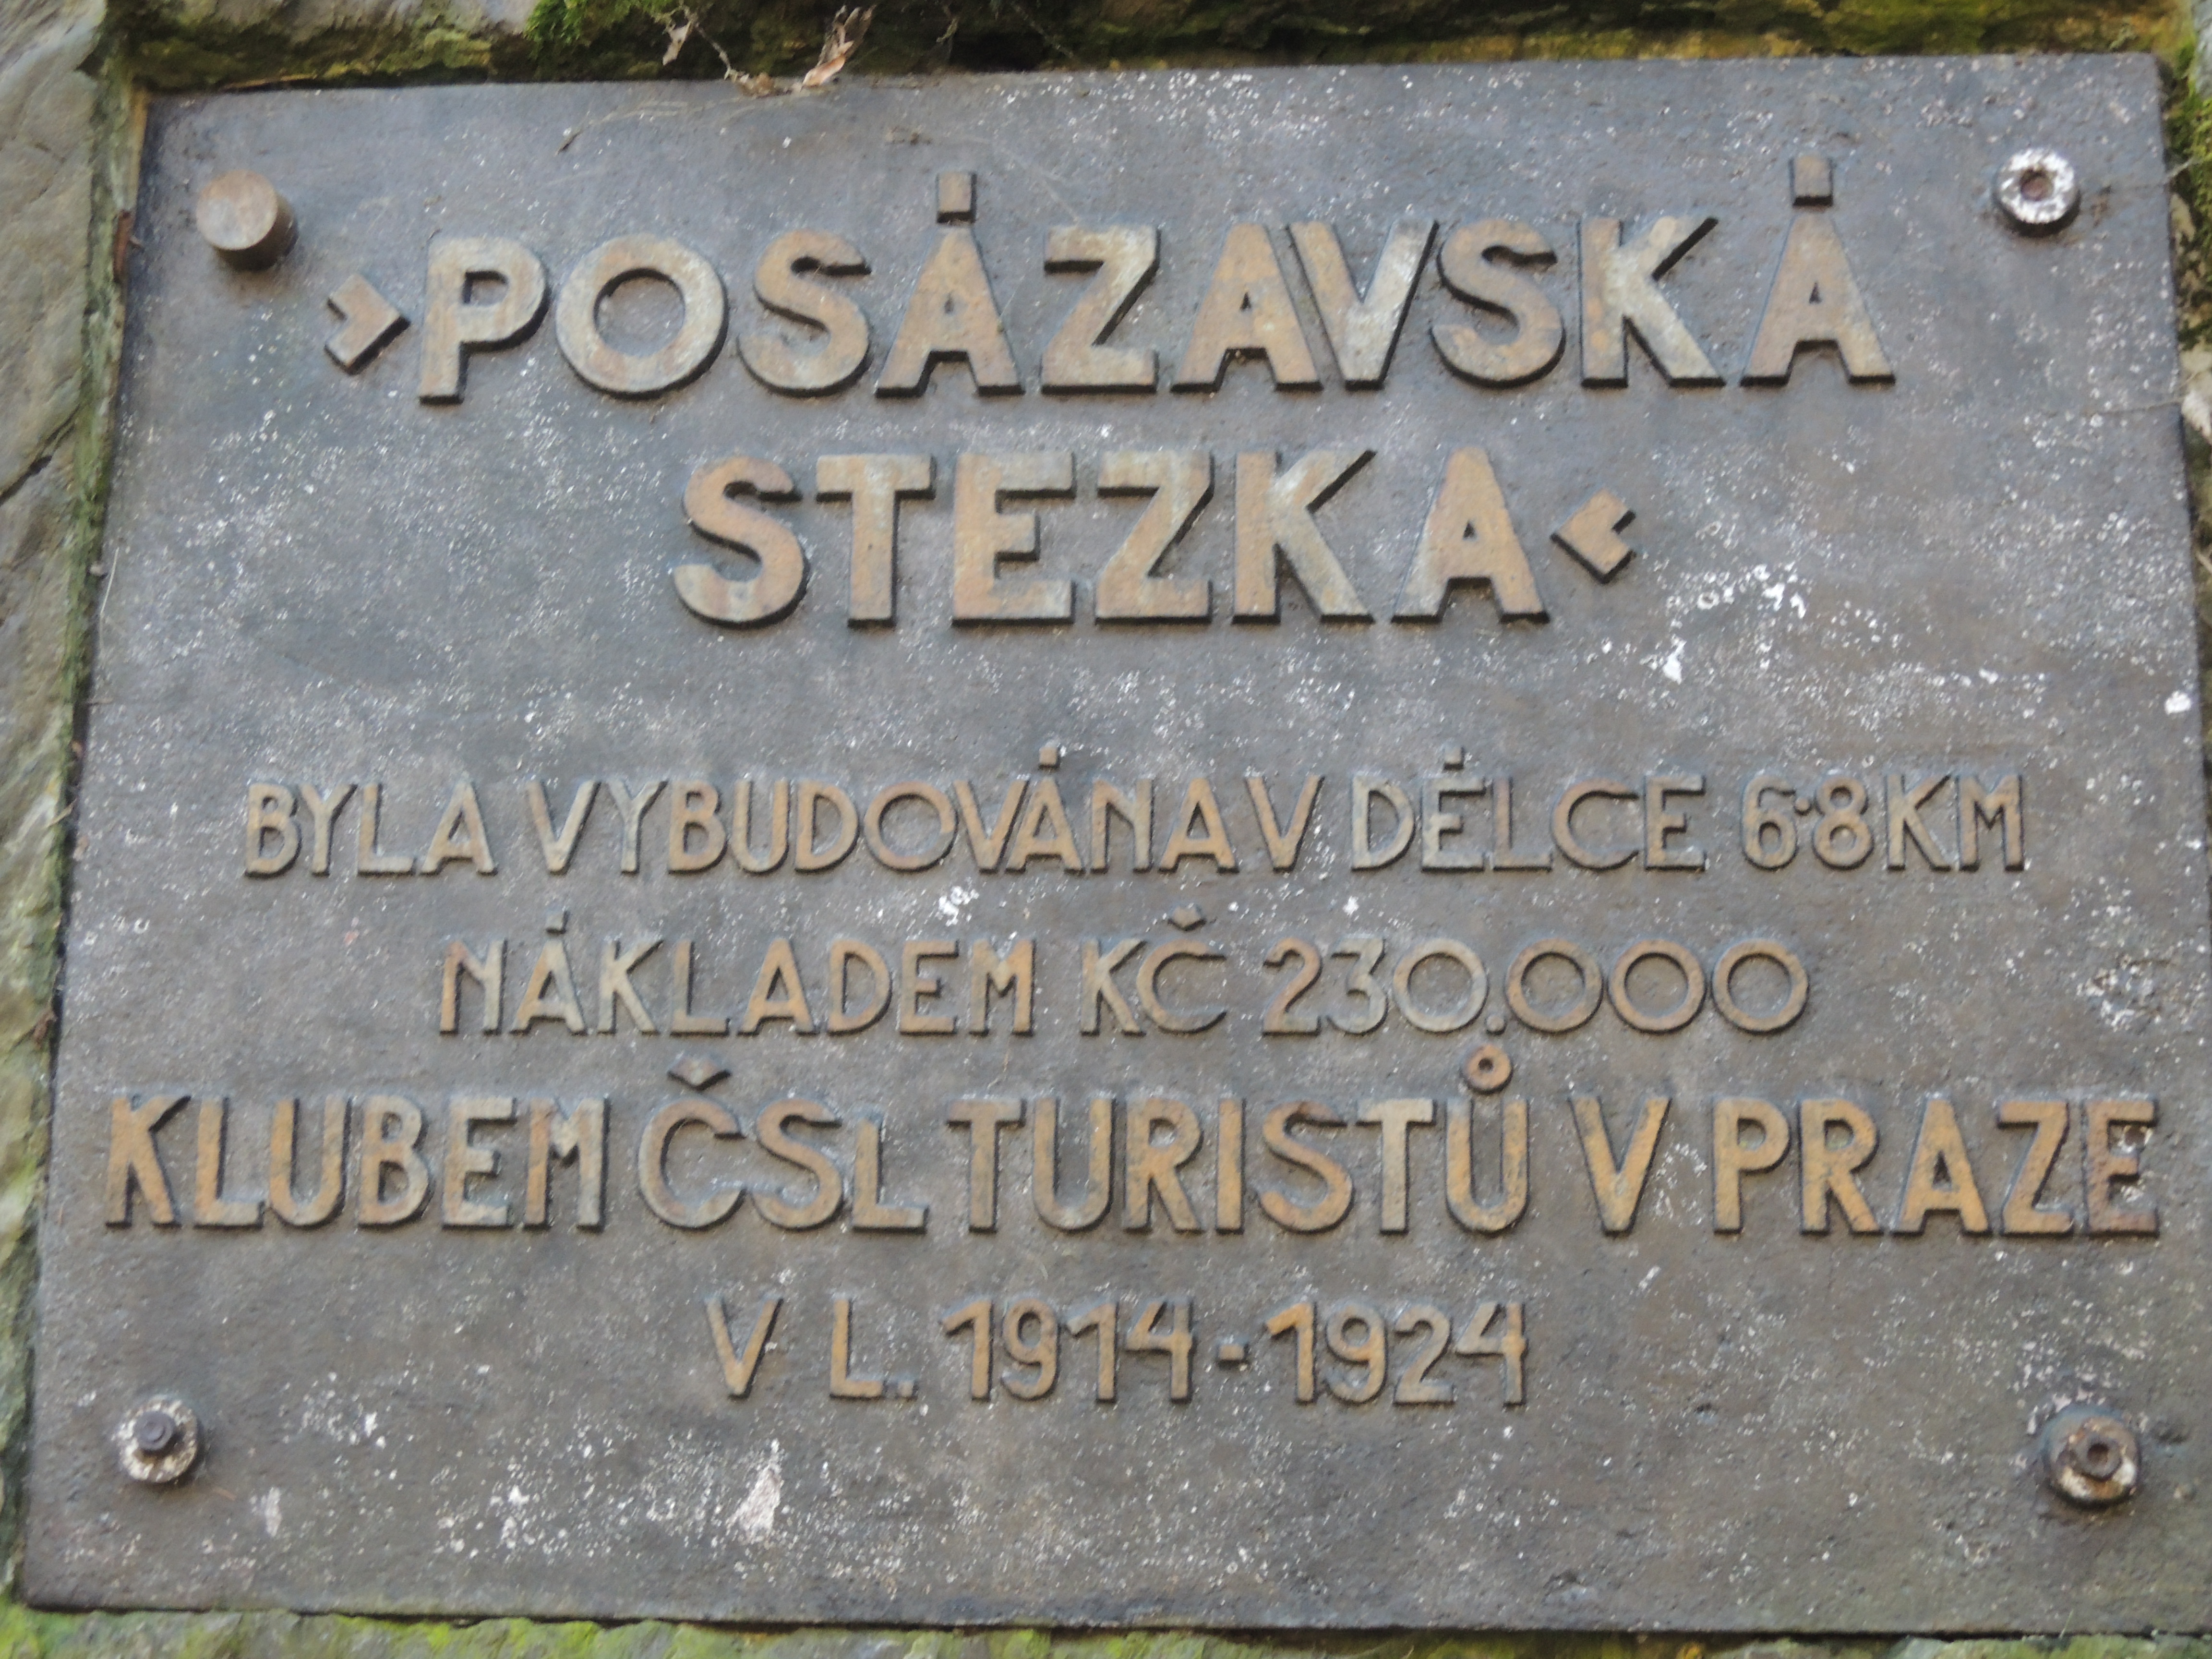 ›POSÁZAVSKÁ
STEZKA‹
BYLA VYBUDOVÁNA V DÉLCE 6·8 KM
NÁKLADEM KČ 230.000
KLUBEM ČSL TURISTŮ V PRAZE
V L. 1914-1924